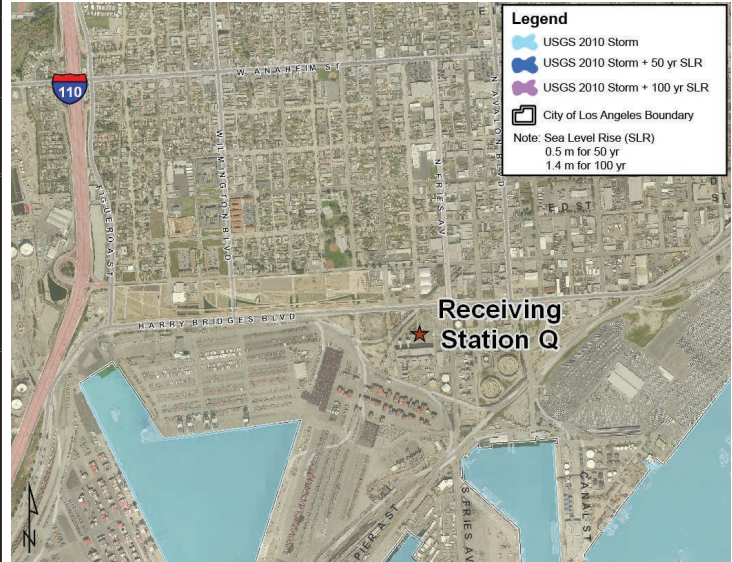 Legend
USGS 2010 Storm
USGS 2010 Storm + 50 yr SLR
USGS 2010 Storm + 100 yr SLR
City of Los Angeles Boundary
Note: Sea Level Rise (SLR)
0.5 m for 50 yr
1.4 m for 100 yr
110
W ANAHEIM ST
WILMINGTON BLVD
N FRIES AV
N AVALON BLVD
FIGUEROA ST
E D ST
ST
HARRY BRIDGES BLVD
Receiving
Station Q
PIER A ST
S FRIES AV
CANAL ST
N